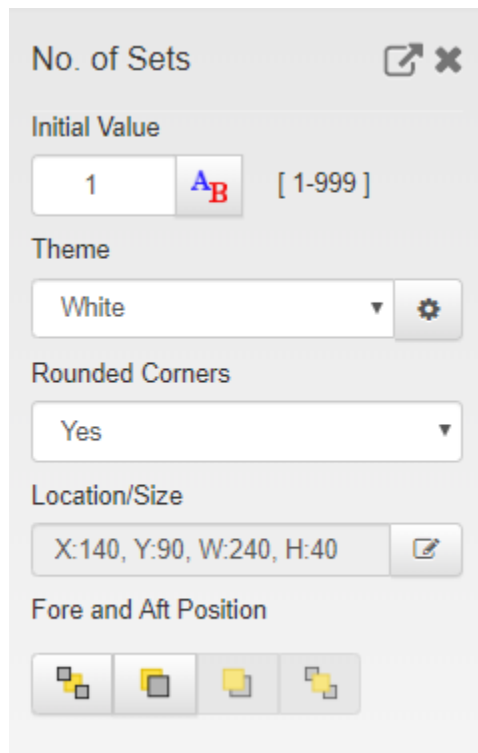 No. of Sets
Initial Value
1 AB [ 1-999 ]
Theme
White
Rounded Corners
Yes
Location/Size
X:140, Y:90, W:240, H:40
Fore and Aft Position